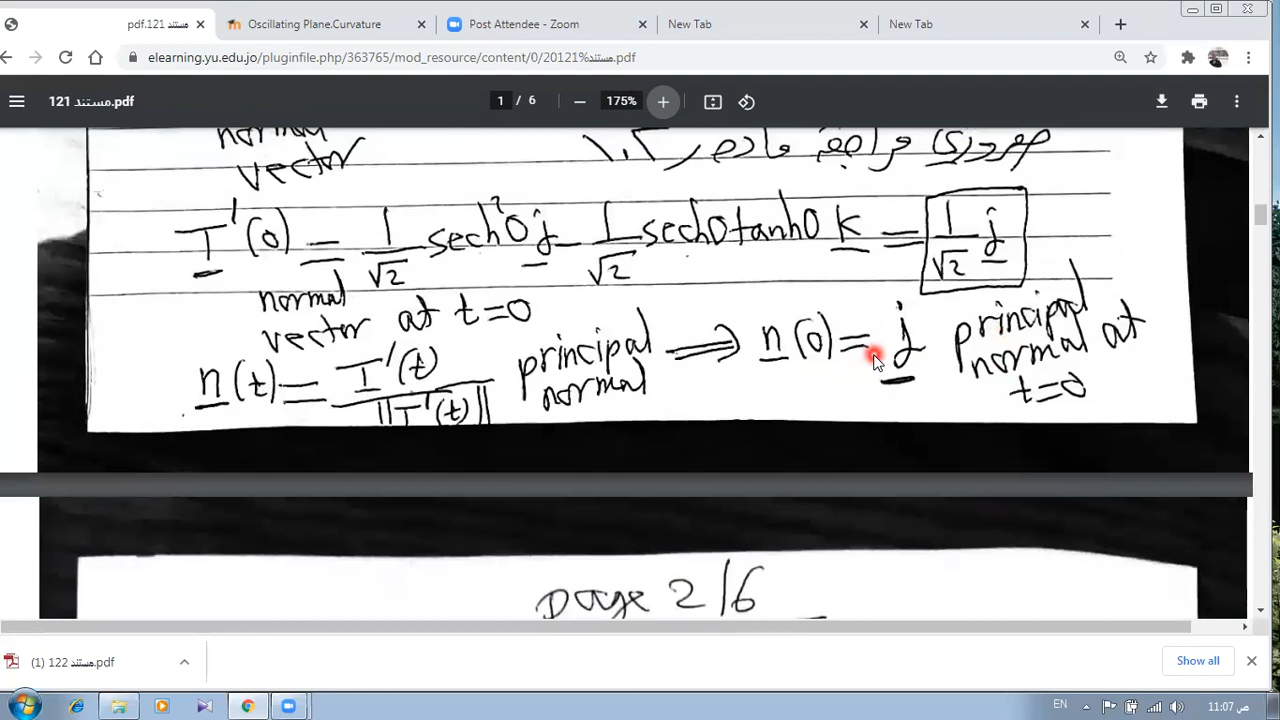 121 مستند.pdf
Oscillating Plane.Curvature
Post Attendee - Zoom
New Tab
New Tab
elearning.yu.edu.jo/pluginfile.php/363765/mod_resource/content/0/20121%مستند.pdf
121 مستند.pdf
1 / 6
175%
normal
vector
T'(0) = 1/√2 sech²0 j - 1/√2 sech0 tanh0 k = 1/√2 j
normal
vector at t=0
n(t) = T'(t)/||T'(t)|| principal normal ⟹ n(0) = j principal normal at t=0
page 2/6
مستند 122 (1).pdf
Show all
EN
11:07 ص